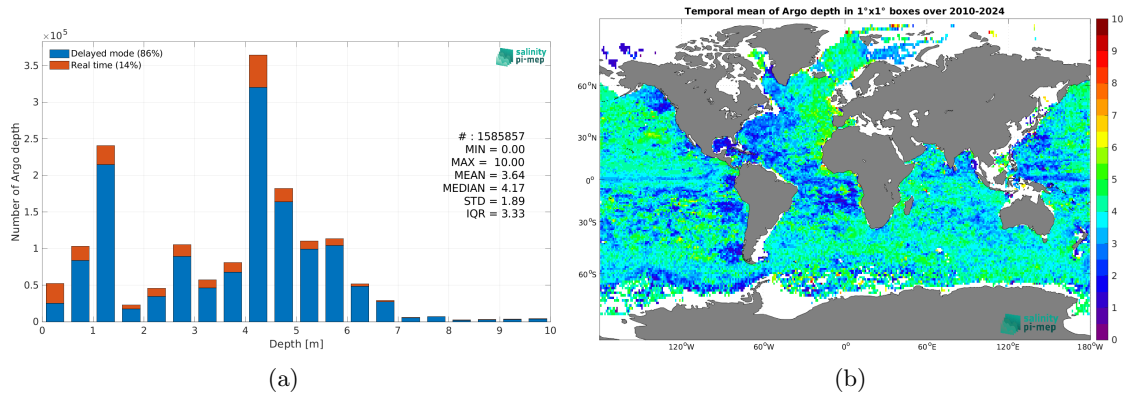 ×10⁵
Delayed mode (86%)
Real time (14%)
salinity
pi-mep
Number of Argo depth
3.5
3
2.5
2
1.5
1
0.5
0
# : 1585857
MIN = 0.00
MAX = 10.00
MEAN = 3.64
MEDIAN = 4.17
STD = 1.89
IQR = 3.33
0 1 2 3 4 5 6 7 8 9 10
Depth [m]
(a)
Temporal mean of Argo depth in 1°x1° boxes over 2010-2024
60°N
30°N
0°
30°S
60°S
120°W 60°W 0° 60°E 120°E 180°W
salinity
pi-mep
10
9
8
7
6
5
4
3
2
1
0
(b)